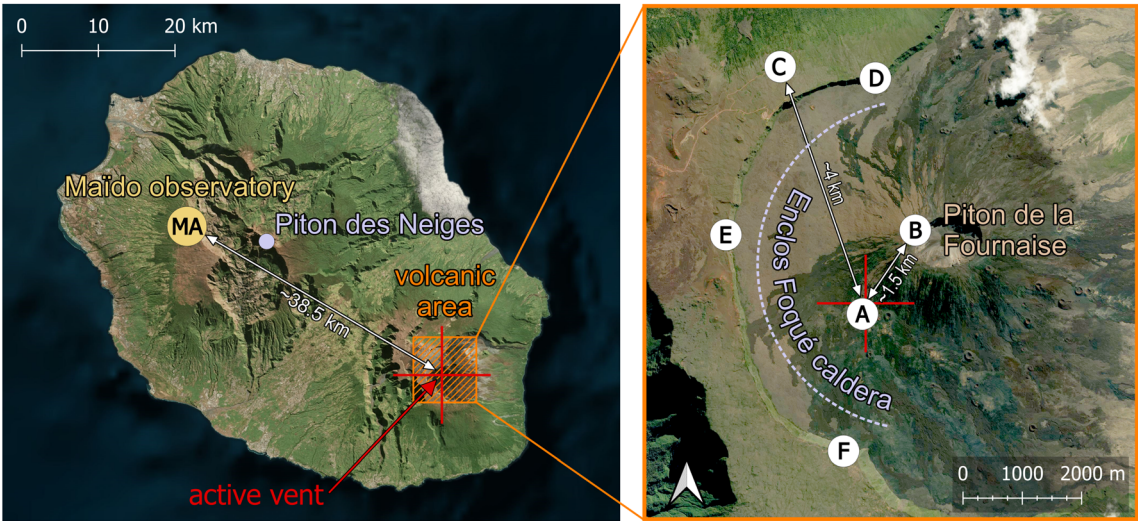 0 10 20 km
Maïdo observatory
MA
Piton des Neiges
~38.5 km
volcanic
area
active vent
C
D
~4 km
E
B
Piton de la
Fournaise
~1.5 km
A
Enclos Foqué caldera
F
0 1000 2000 m